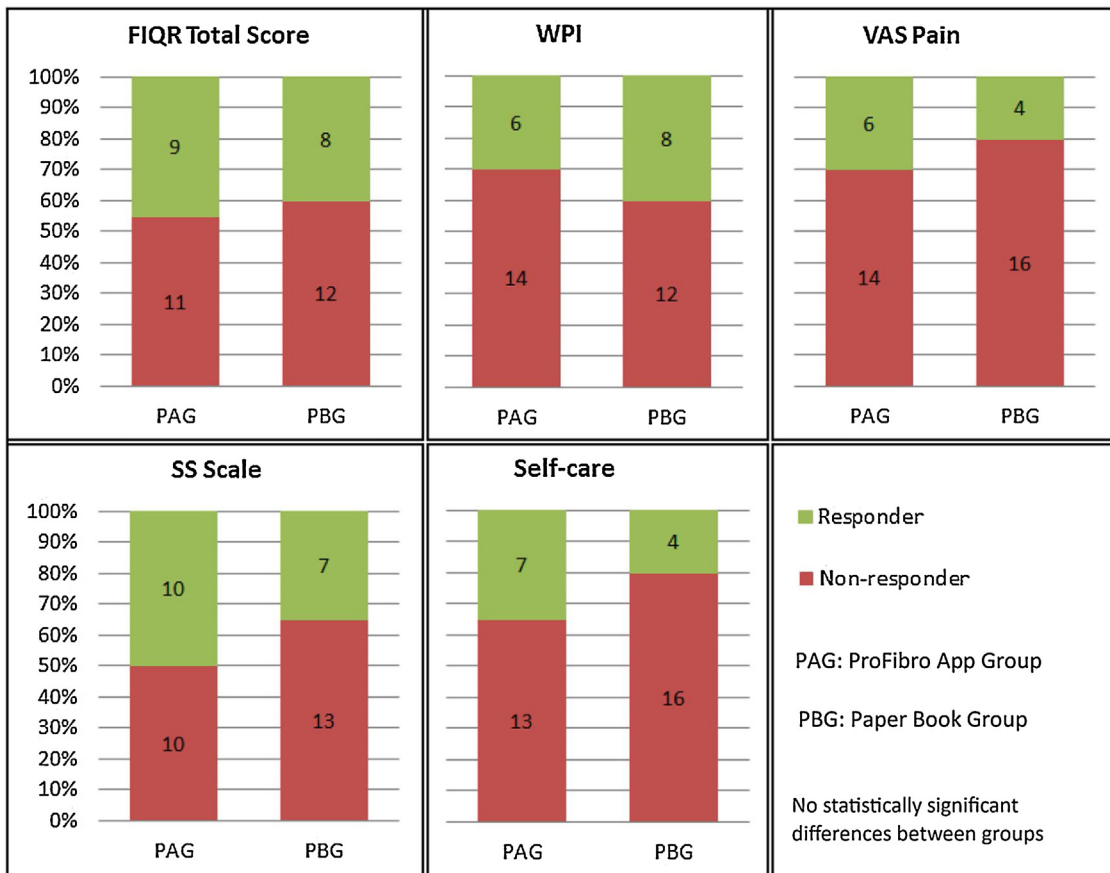 FIQR Total Score
100%
90%
80%
70%
60%
50%
40%
30%
20%
10%
0%
9
8
11
12
PAG
PBG
WPI
6
8
14
12
PAG
PBG
VAS Pain
6
4
14
16
PAG
PBG
SS Scale
100%
90%
80%
70%
60%
50%
40%
30%
20%
10%
0%
10
7
10
13
PAG
PBG
Self-care
7
4
13
16
PAG
PBG
Responder
Non-responder
PAG: ProFibro App Group
PBG: Paper Book Group
No statistically significant
differences between groups